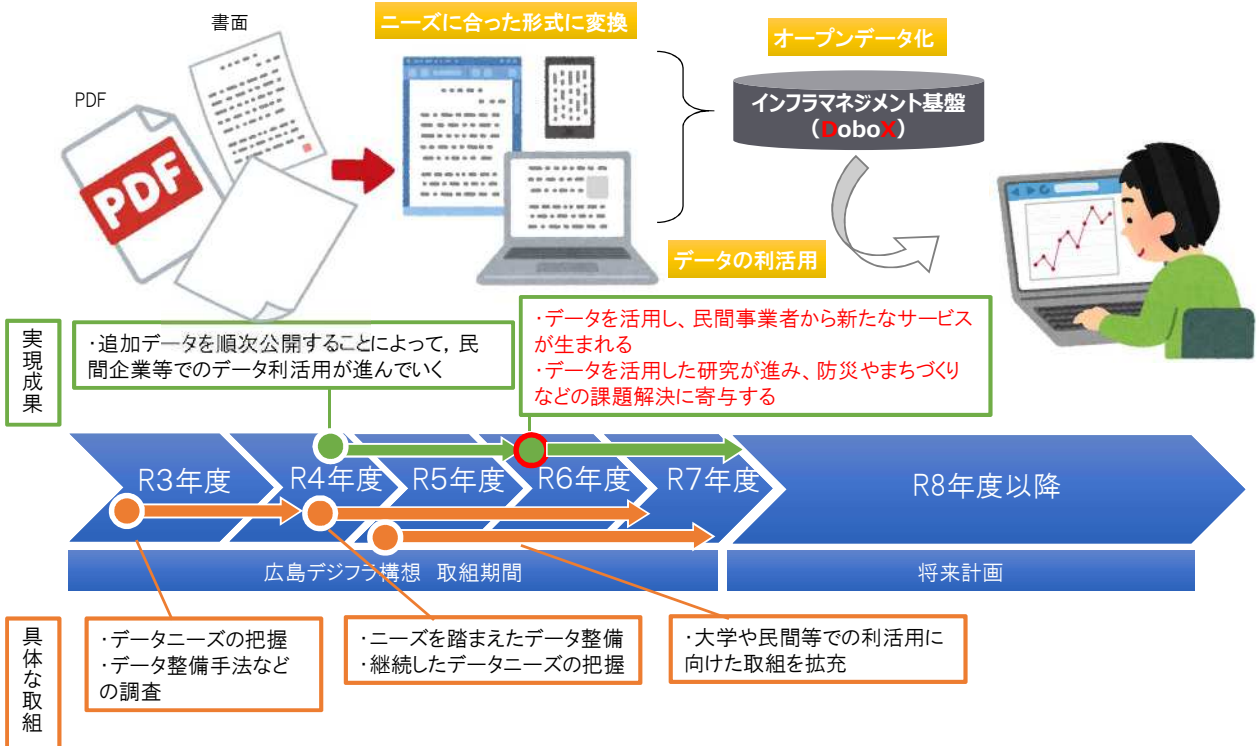 書面
ニーズに合った形式に変換
オープンデータ化
PDF
PDF
インフラマネジメント基盤
(DoboX)
データの利活用
実現成果
・追加データを順次公開することによって，民
間企業等でのデータ利活用が進んでいく
・データを活用し、民間事業者から新たなサービス
が生まれる
・データを活用した研究が進み、防災やまちづくり
などの課題解決に寄与する
R3年度
R4年度
R5年度
R6年度
R7年度
R8年度以降
広島デジフラ構想 取組期間
将来計画
具体な取組
・データニーズの把握
・データ整備手法など
の調査
・ニーズを踏まえたデータ整備
・継続したデータニーズの把握
・大学や民間等での利活用に
向けた取組を拡充